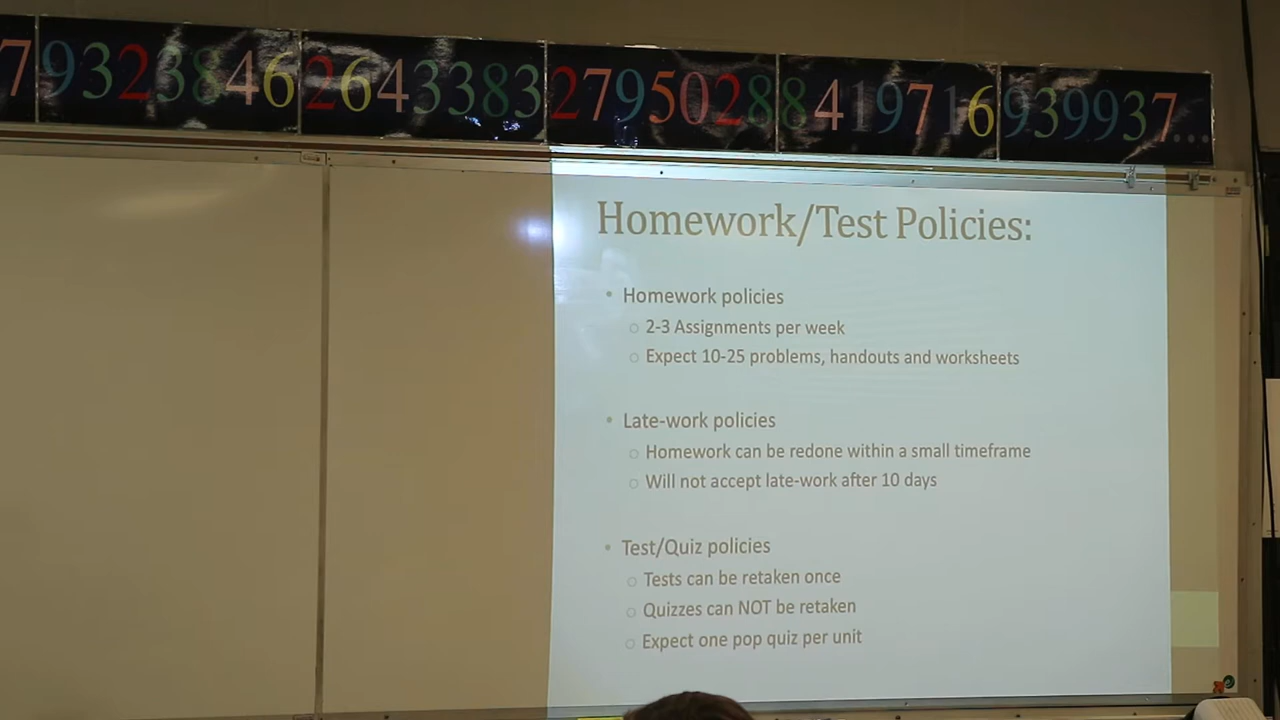 79323846264338327950288419716939937...
Homework/Test Policies:
• Homework policies
○ 2-3 Assignments per week
○ Expect 10-25 problems, handouts and worksheets
• Late-work policies
○ Homework can be redone within a small timeframe
○ Will not accept late-work after 10 days
• Test/Quiz policies
○ Tests can be retaken once
○ Quizzes can NOT be retaken
○ Expect one pop quiz per unit